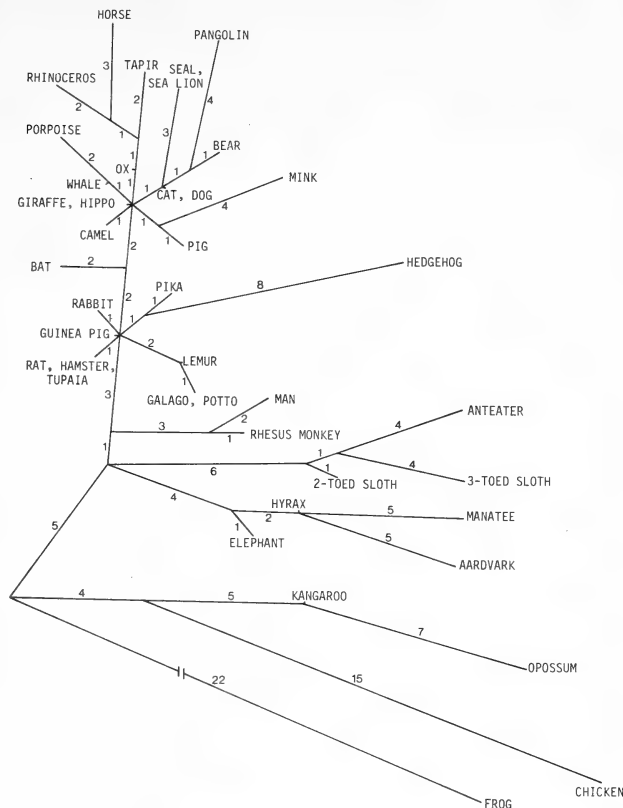 HORSE
PANGOLIN
3
TAPIR
SEAL,
SEA LION
RHINOCEROS
2
2
4
3
PORPOISE
1
BEAR
2
1
1
1
OX
MINK
WHALE
1
1
1
CAT, DOG
GIRAFFE, HIPPO
4
CAMEL
1
1
1
PIG
2
BAT
2
HEDGEHOG
8
PIKA
2
1
RABBIT
1
1
GUINEA PIG
1
2
LEMUR
RAT, HAMSTER,
TUPAIA
1
3
GALAGO, POTTO
MAN
2
3
1
RHESUS MONKEY
ANTEATER
4
1
1
6
1
4
3-TOED SLOTH
2-TOED SLOTH
4
HYRAX
5
2
MANATEE
5
1
ELEPHANT
5
AARDVARK
4
5
KANGAROO
7
OPOSSUM
22
15
CHICKEN
FROG